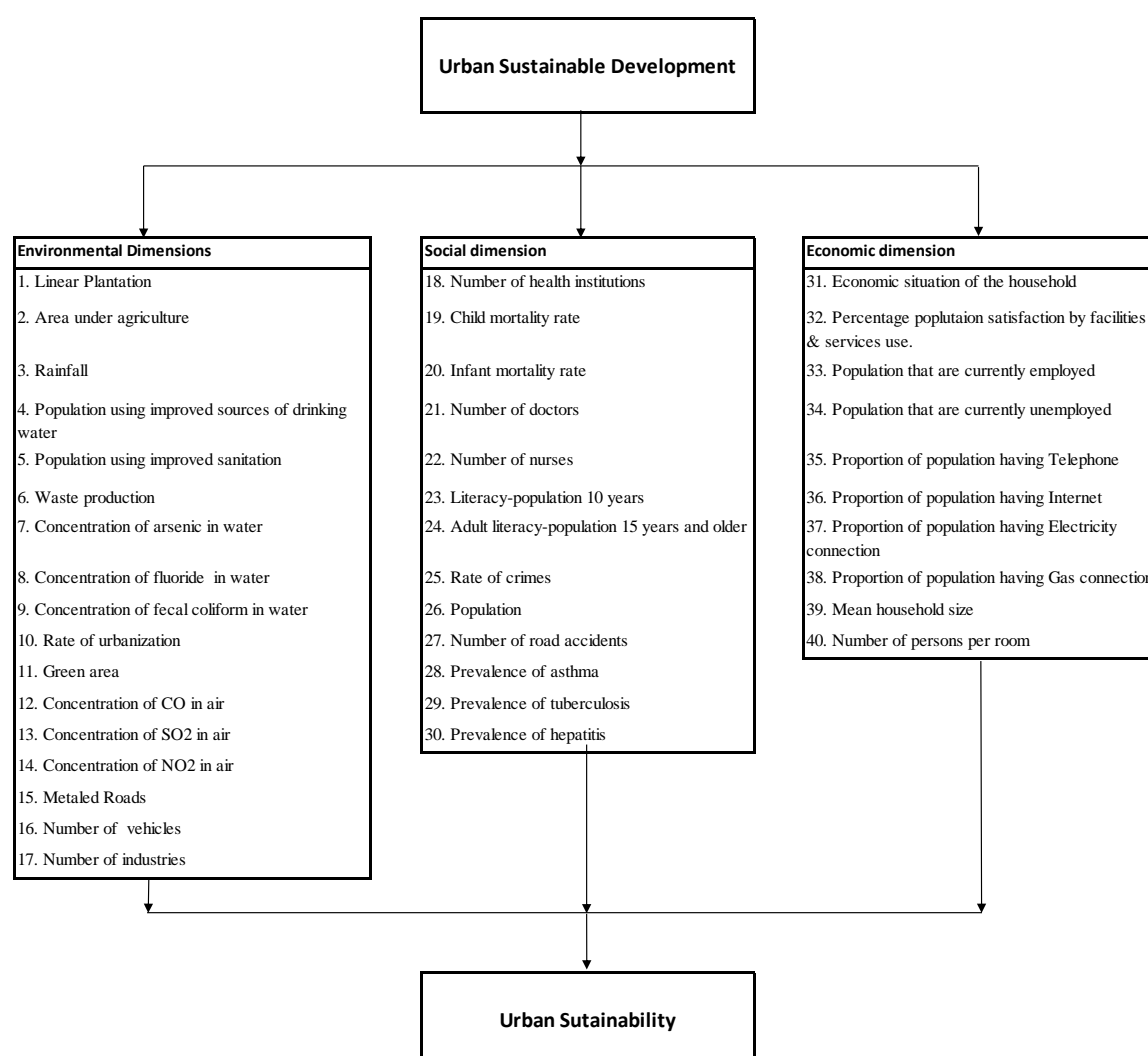 Urban Sustainable Development
Environmental Dimensions
1. Linear Plantation
2. Area under agriculture
3. Rainfall
4. Population using improved sources of drinking
water
5. Population using improved sanitation
6. Waste production
7. Concentration of arsenic in water
8. Concentration of fluoride in water
9. Concentration of fecal coliform in water
10. Rate of urbanization
11. Green area
12. Concentration of CO in air
13. Concentration of SO2 in air
14. Concentration of NO2 in air
15. Metaled Roads
16. Number of vehicles
17. Number of industries
Social dimension
18. Number of health institutions
19. Child mortality rate
20. Infant mortality rate
21. Number of doctors
22. Number of nurses
23. Literacy-population 10 years
24. Adult literacy-population 15 years and older
25. Rate of crimes
26. Population
27. Number of road accidents
28. Prevalence of asthma
29. Prevalence of tuberculosis
30. Prevalence of hepatitis
Economic dimension
31. Economic situation of the household
32. Percentage poplutaion satisfaction by facilities
& services use.
33. Population that are currently employed
34. Population that are currently unemployed
35. Proportion of population having Telephone
36. Proportion of population having Internet
37. Proportion of population having Electricity
connection
38. Proportion of population having Gas connection
39. Mean household size
40. Number of persons per room
Urban Sutainability